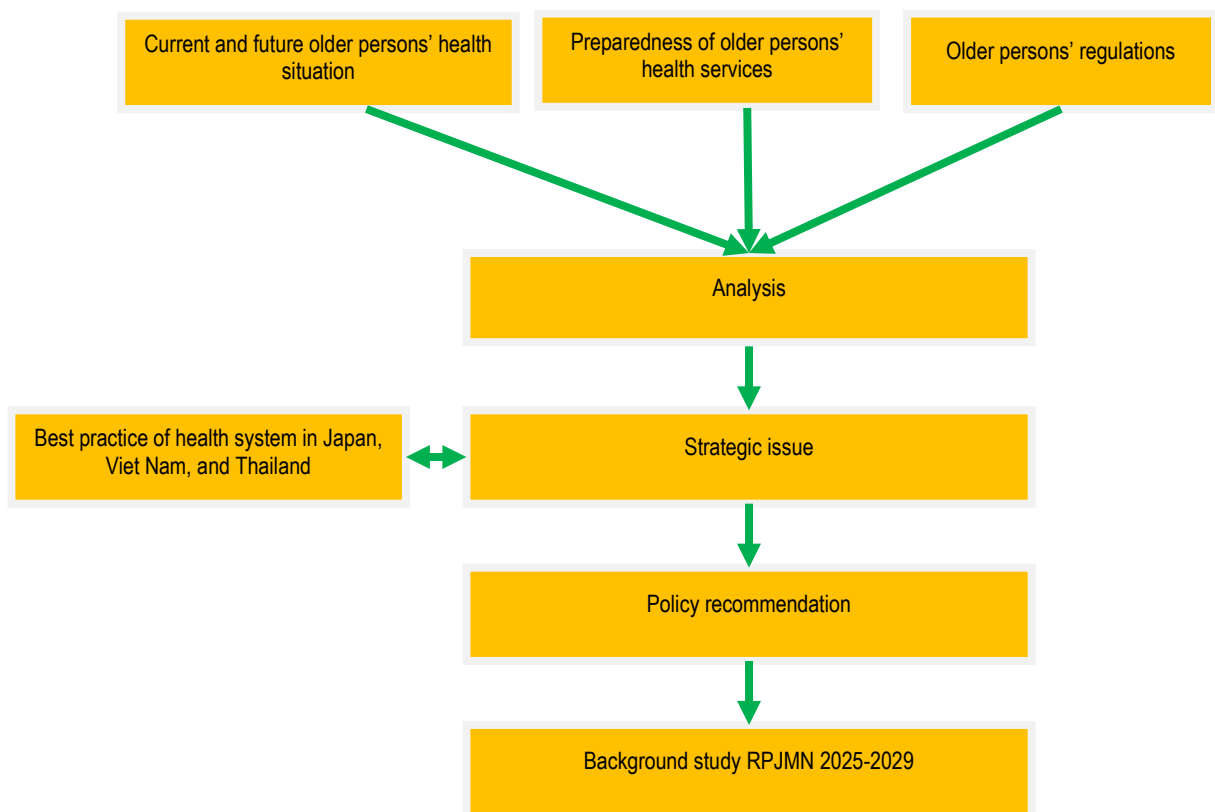 Current and future older persons’ health
situation
Preparedness of older persons’
health services
Older persons’ regulations
Analysis
Best practice of health system in Japan,
Viet Nam, and Thailand
Strategic issue
Policy recommendation
Background study RPJMN 2025-2029